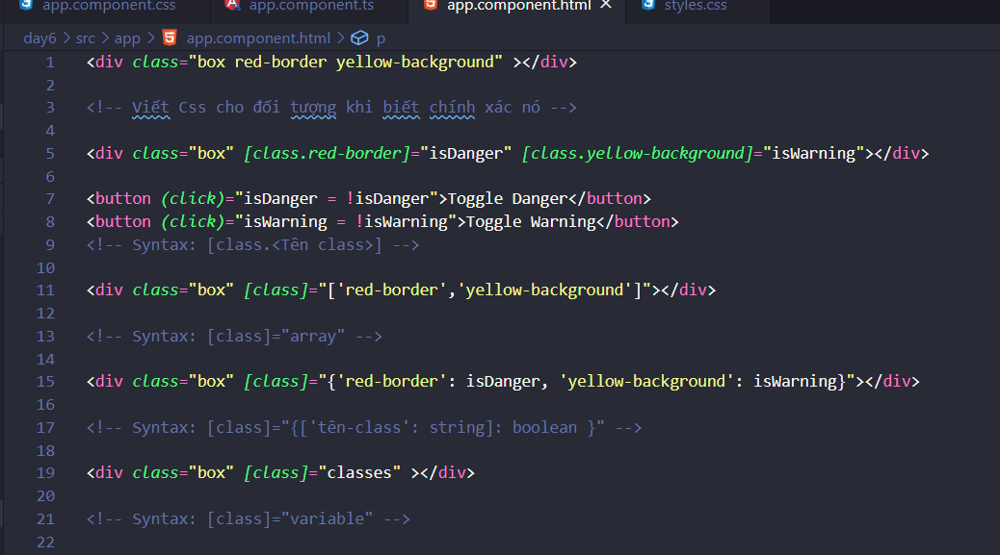 app.component.css app.component.ts app.component.html × styles.css
day6 > src > app > app.component.html > p
1 <div class="box red-border yellow-background" ></div>
2
3 <!-- Viết Css cho đối tượng khi biết chính xác nó -->
4
5 <div class="box" [class.red-border]="isDanger" [class.yellow-background]="isWarning"></div>
6
7 <button (click)="isDanger = !isDanger">Toggle Danger</button>
8 <button (click)="isWarning = !isWarning">Toggle Warning</button>
9 <!-- Syntax: [class.<Tên class>] -->
10
11 <div class="box" [class]="['red-border','yellow-background']"></div>
12
13 <!-- Syntax: [class]="array" -->
14
15 <div class="box" [class]="{'red-border': isDanger, 'yellow-background': isWarning}"></div>
16
17 <!-- Syntax: [class]="{['tên-class': string]: boolean }" -->
18
19 <div class="box" [class]="classes" ></div>
20
21 <!-- Syntax: [class]="variable" -->
22